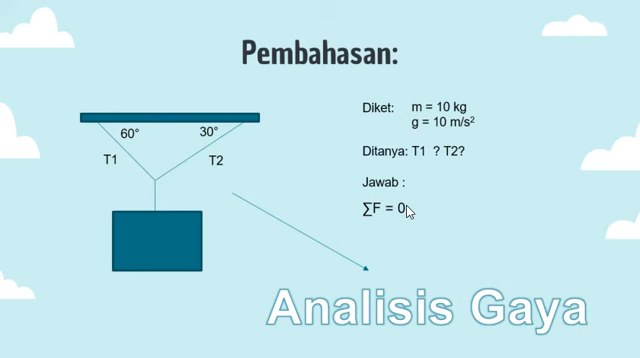 Pembahasan:
60°
30°
T1
T2
Diket: m = 10 kg
g = 10 m/s²
Ditanya: T1 ? T2?
Jawab :
∑F = 0
Analisis Gaya